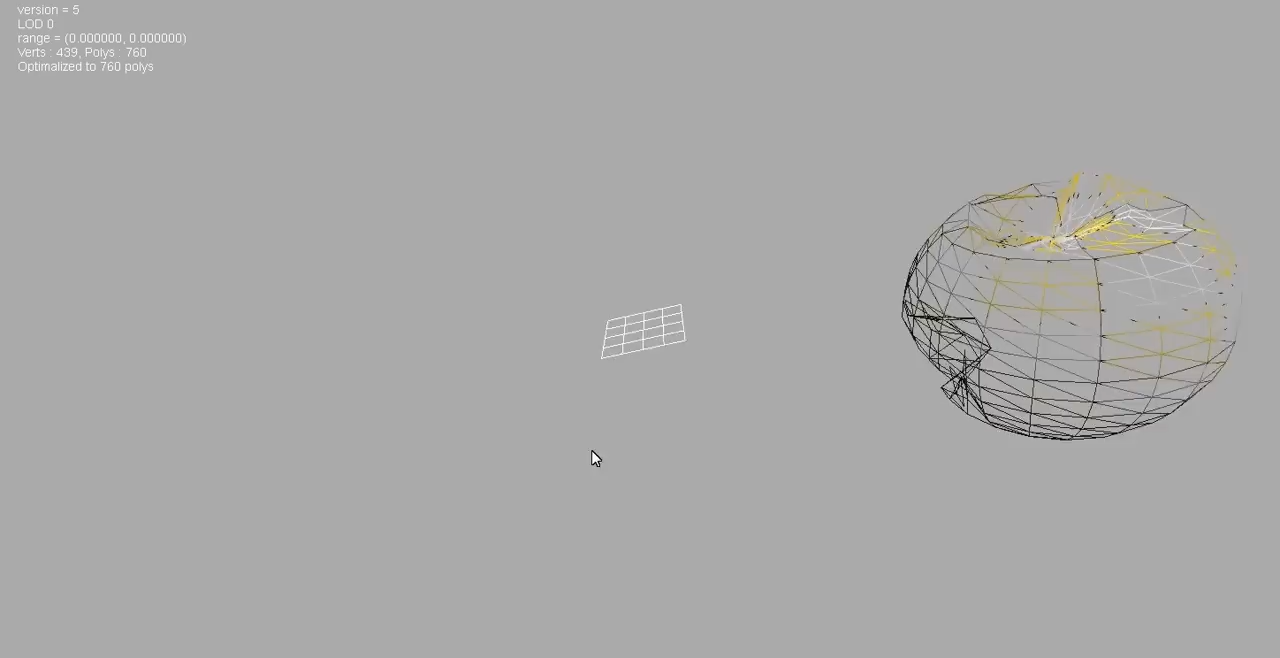 version = 5
LOD 0
range = (0.000000, 0.000000)
Verts : 439, Polys : 760
Optimalized to 760 polys